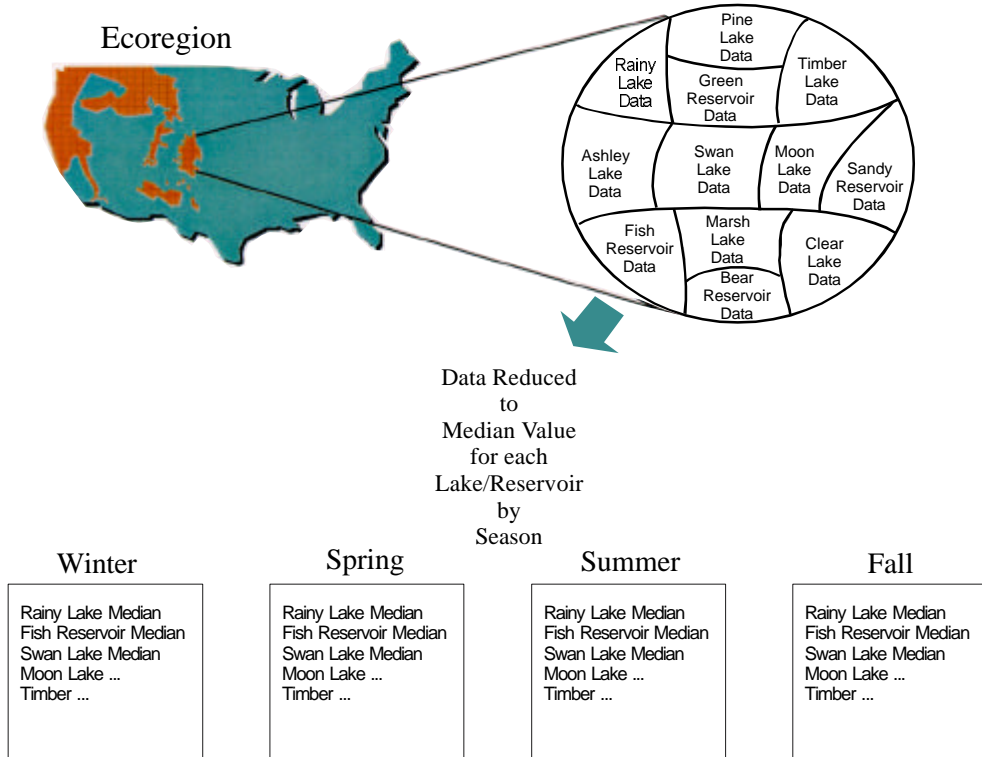 Ecoregion
Pine
Lake
Data
Rainy
Lake
Data
Green
Reservoir
Data
Timber
Lake
Data
Ashley
Lake
Data
Swan
Lake
Data
Moon
Lake
Data
Sandy
Reservoir
Data
Fish
Reservoir
Data
Marsh
Lake
Data
Clear
Lake
Data
Bear
Reservoir
Data
Data Reduced
to
Median Value
for each
Lake/Reservoir
by
Season
Winter
Rainy Lake Median
Fish Reservoir Median
Swan Lake Median
Moon Lake ...
Timber ...
Spring
Rainy Lake Median
Fish Reservoir Median
Swan Lake Median
Moon Lake ...
Timber ...
Summer
Rainy Lake Median
Fish Reservoir Median
Swan Lake Median
Moon Lake ...
Timber ...
Fall
Rainy Lake Median
Fish Reservoir Median
Swan Lake Median
Moon Lake ...
Timber ...